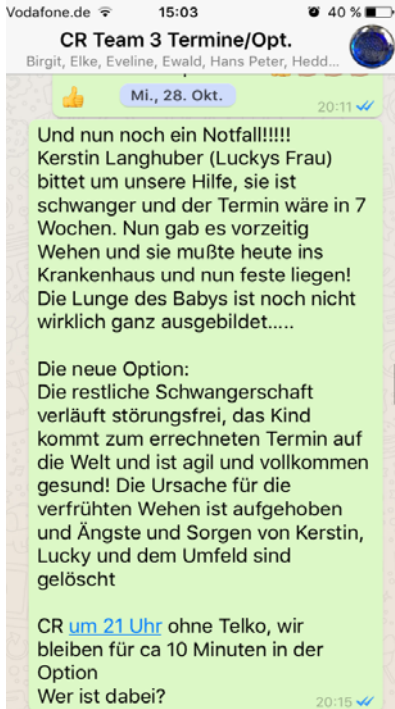 Vodafone.de 15:03 40 %
CR Team 3 Termine/Opt.
Birgit, Elke, Eveline, Ewald, Hans Peter, Hedd...
Mi., 28. Okt.
20:11
Und nun noch ein Notfall!!!!!
Kerstin Langhuber (Luckys Frau)
bittet um unsere Hilfe, sie ist
schwanger und der Termin wäre in 7
Wochen. Nun gab es vorzeitig
Wehen und sie mußte heute ins
Krankenhaus und nun feste liegen!
Die Lunge des Babys ist noch nicht
wirklich ganz ausgebildet.....
Die neue Option:
Die restliche Schwangerschaft
verläuft störungsfrei, das Kind
kommt zum errechneten Termin auf
die Welt und ist agil und vollkommen
gesund! Die Ursache für die
verfrühten Wehen ist aufgehoben
und Ängste und Sorgen von Kerstin,
Lucky und dem Umfeld sind
gelöscht
CR um 21 Uhr ohne Telko, wir
bleiben für ca 10 Minuten in der
Option
Wer ist dabei?
20:15